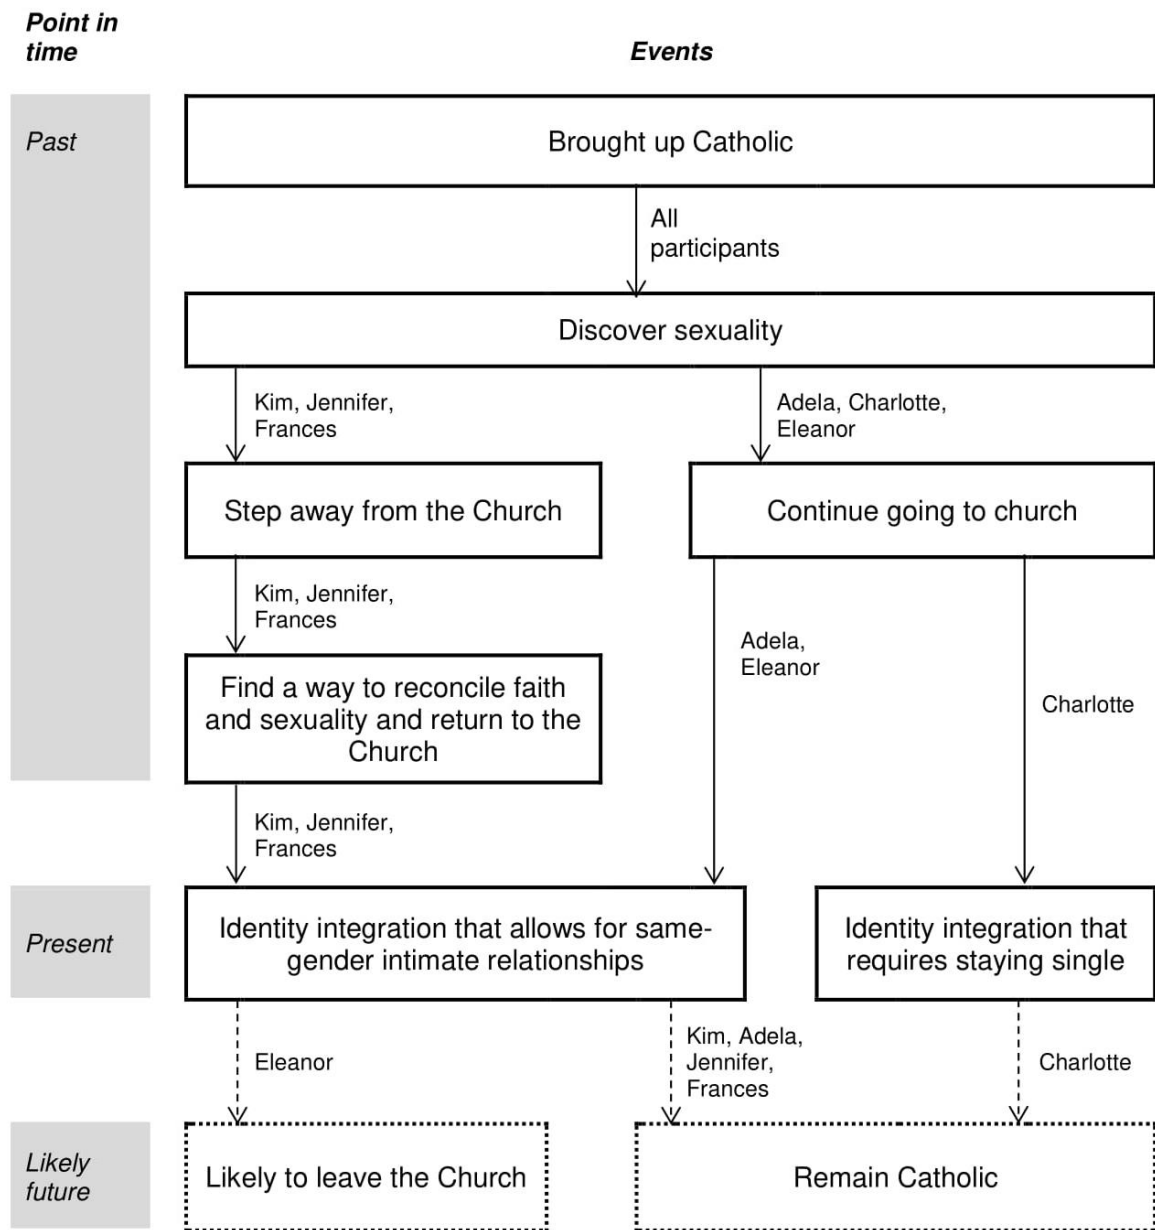 Point in
time
Events
Past
Brought up Catholic
All
participants
Discover sexuality
Kim, Jennifer,
Frances
Adela, Charlotte,
Eleanor
Step away from the Church
Continue going to church
Kim, Jennifer,
Frances
Adela,
Eleanor
Charlotte
Find a way to reconcile faith
and sexuality and return to the
Church
Kim, Jennifer,
Frances
Present
Identity integration that allows for same-
gender intimate relationships
Identity integration that
requires staying single
Eleanor
Kim, Adela,
Jennifer,
Frances
Charlotte
Likely
future
Likely to leave the Church
Remain Catholic